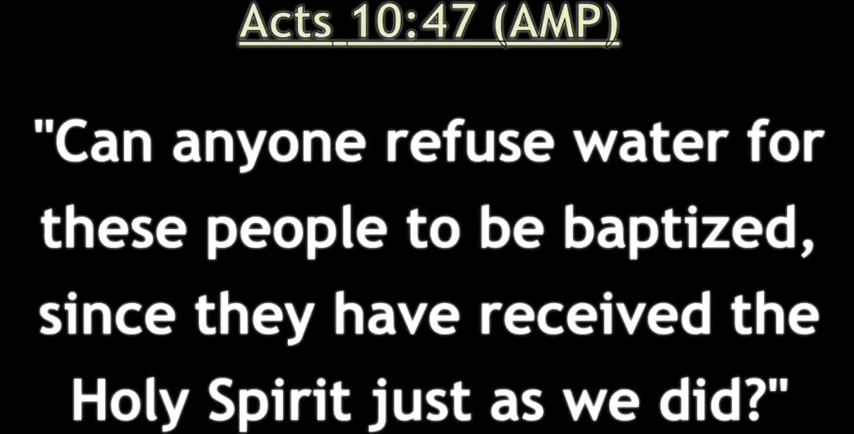 Acts 10:47 (AMP)
"Can anyone refuse water for
these people to be baptized,
since they have received the
Holy Spirit just as we did?"